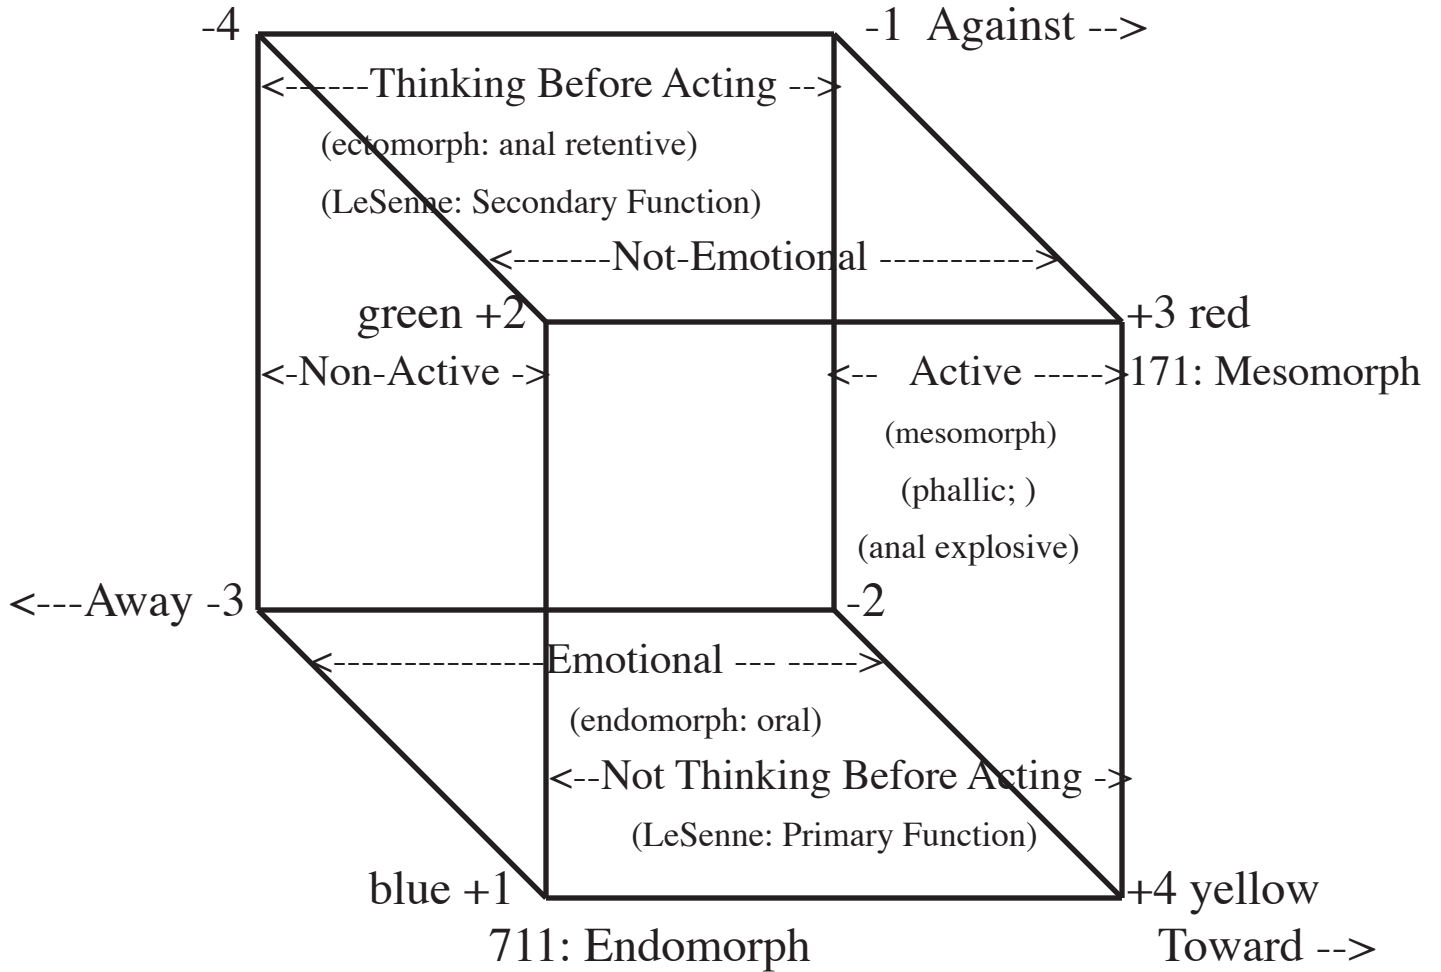 -4
-1 Against -->
<------Thinking Before Acting -->
(ectomorph: anal retentive)
(LeSenne: Secondary Function)
<-------Not-Emotional ----------->
green +2
+3 red
<-Non-Active ->
<-- Active ----->
171: Mesomorph
(mesomorph)
(phallic; )
(anal explosive)
<---Away -3
-2
<---------------Emotional --- ----->
(endomorph: oral)
<--Not Thinking Before Acting ->
(LeSenne: Primary Function)
blue +1
+4 yellow
711: Endomorph
Toward -->